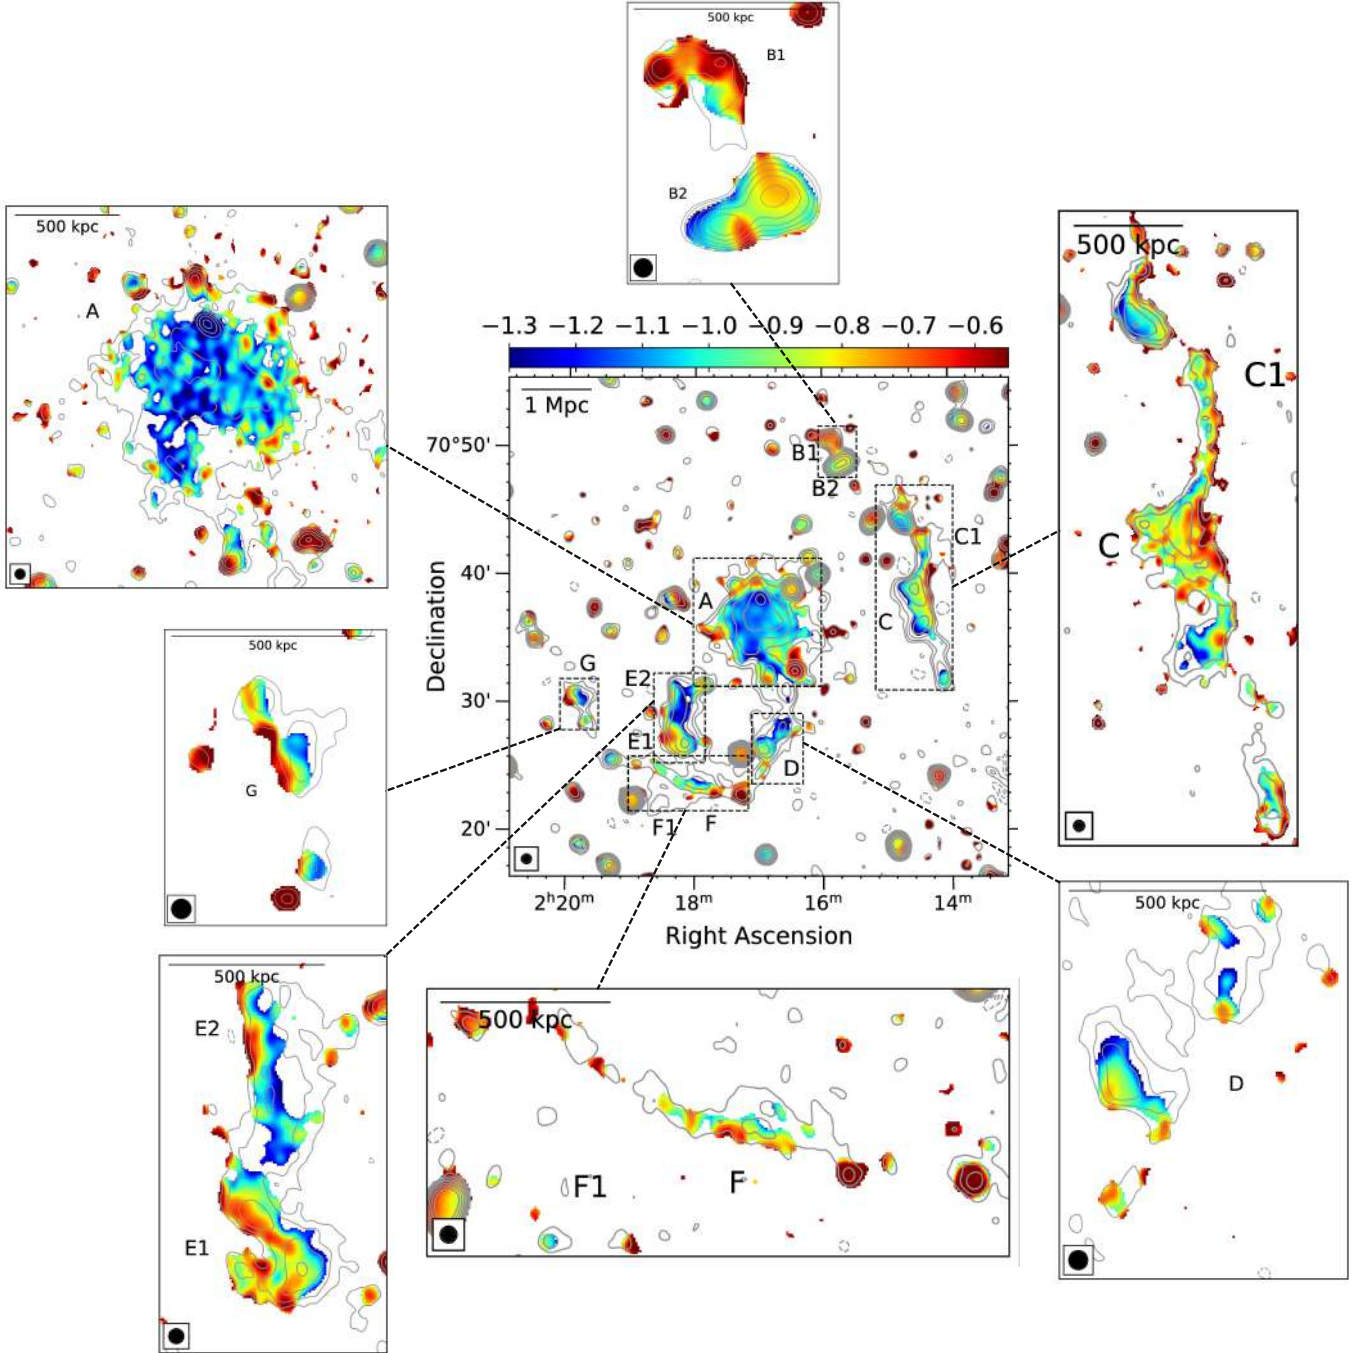 500 kpc
B1
B2
500 kpc
A
500 kpc
C1
C
−1.3 −1.2 −1.1 −1.0 −0.9 −0.8 −0.7 −0.6
1 Mpc
70°50'
40'
30'
20'
Declination
B1
B2
C1
A
C
G
E2
E1
D
F1
F
2ʰ20ᵐ 18ᵐ 16ᵐ 14ᵐ
Right Ascension
500 kpc
G
500 kpc
E2
E1
500 kpc
F1
F
500 kpc
D